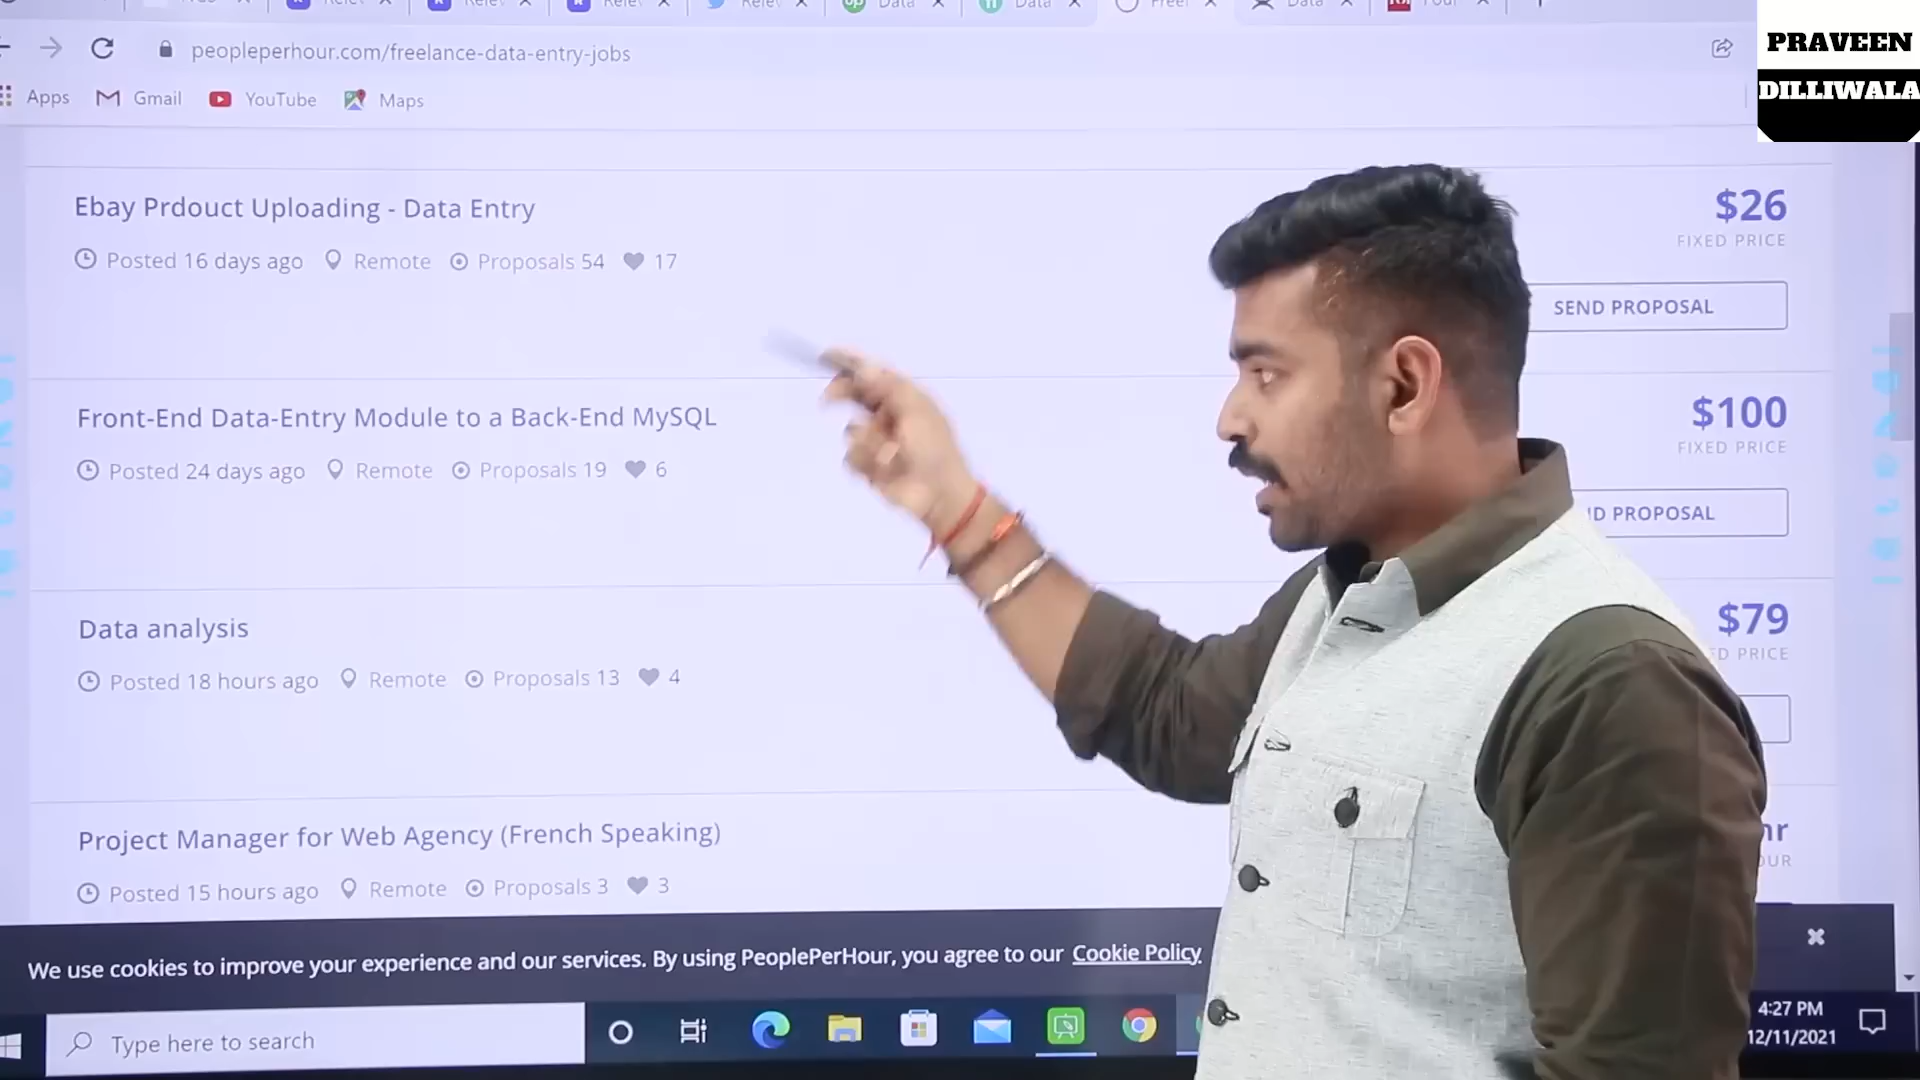 Data
Data
peopleperhour.com/freelance-data-entry-jobs
PRAVEEN
DILLIWALA
Apps
Gmail
YouTube
Maps
Ebay Prdouct Uploading - Data Entry
$26
FIXED PRICE
Posted 16 days ago Remote Proposals 54 17
SEND PROPOSAL
Front-End Data-Entry Module to a Back-End MySQL
$100
FIXED PRICE
Posted 24 days ago Remote Proposals 19 6
PROPOSAL
Data analysis
$79
PRICE
Posted 18 hours ago Remote Proposals 13 4
Project Manager for Web Agency (French Speaking)
Posted 15 hours ago Remote Proposals 3 3
We use cookies to improve your experience and our services. By using PeoplePerHour, you agree to our Cookie Policy
Type here to search
4:27 PM
12/11/2021